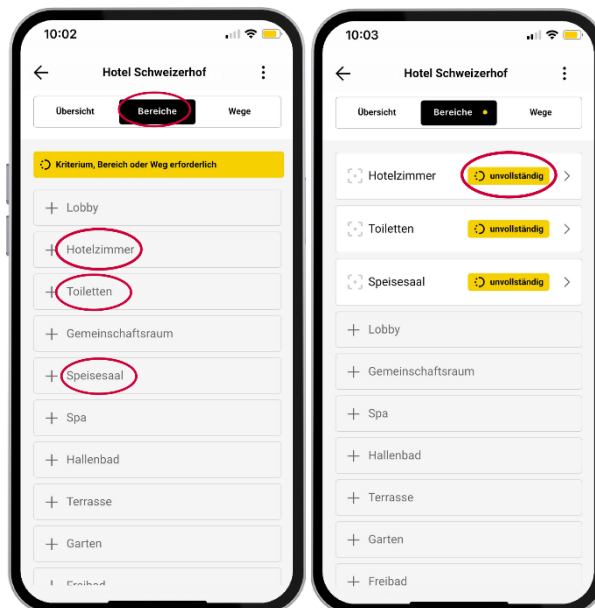 10:02
Hotel Schweizerhof
Übersicht Bereiche Wege
Kriterium, Bereich oder Weg erforderlich
+ Lobby
+ Hotelzimmer
+ Toiletten
+ Gemeinschaftsraum
+ Speisesaal
+ Spa
+ Hallenbad
+ Terrasse
+ Garten
Freibad
10:03
Hotel Schweizerhof
Übersicht Bereiche Wege
Hotelzimmer unvollständig
Toiletten unvollständig
Speisesaal unvollständig
+ Lobby
+ Gemeinschaftsraum
+ Spa
+ Hallenbad
+ Terrasse
+ Garten
+ Freibad